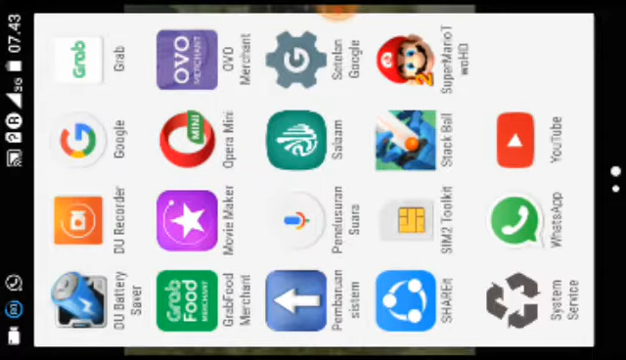 3G 07.43
DU Battery
Saver
DU Recorder
Google
Grab
Grab
Grab
Food
MERCHANT
GrabFood
Merchant
Movie Maker
MINI
Opera Mini
OVO
MERCHANT
OVO
Merchant
Pembaruan
sistem
Penelusuran
Suara
Salaam
G
Setelan
Google
SHAREit
SIM2 Toolkit
Stack Ball
SuperMarioT
woHD
System
Service
WhatsApp
YouTube